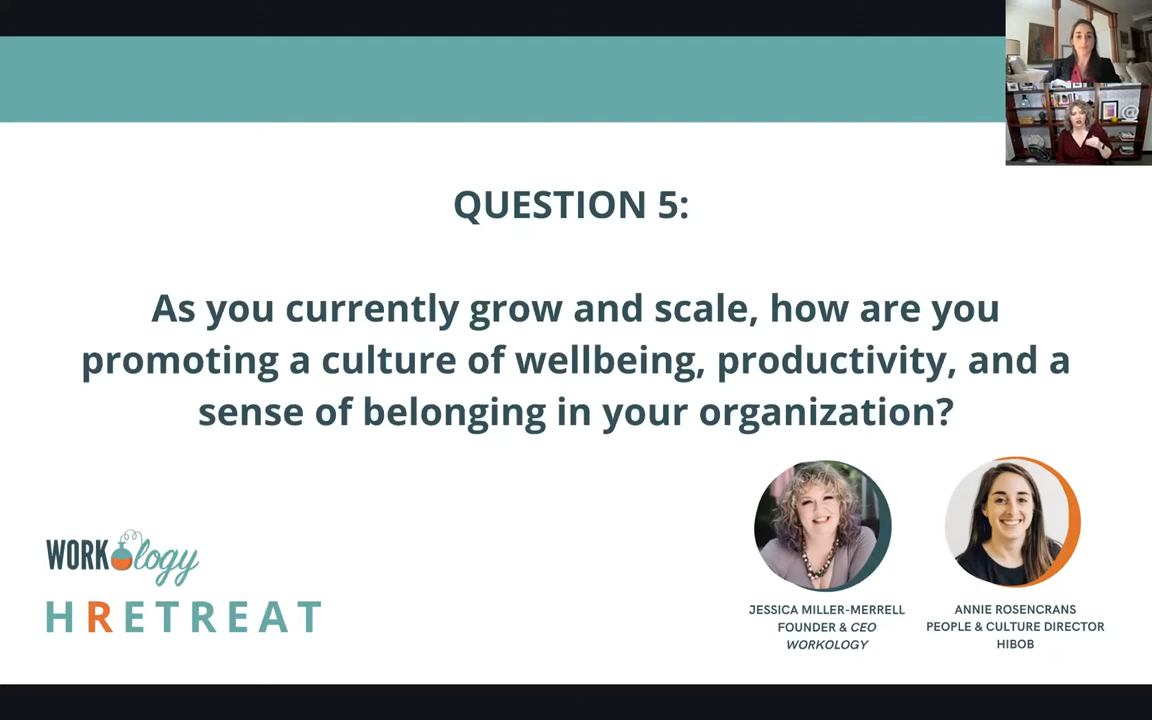 QUESTION 5:
As you currently grow and scale, how are you
promoting a culture of wellbeing, productivity, and a
sense of belonging in your organization?
WORKology
HRETREAT
JESSICA MILLER-MERRELL
FOUNDER & CEO
WORKOLOGY
ANNIE ROSENCRANS
PEOPLE & CULTURE DIRECTOR
HIBOB